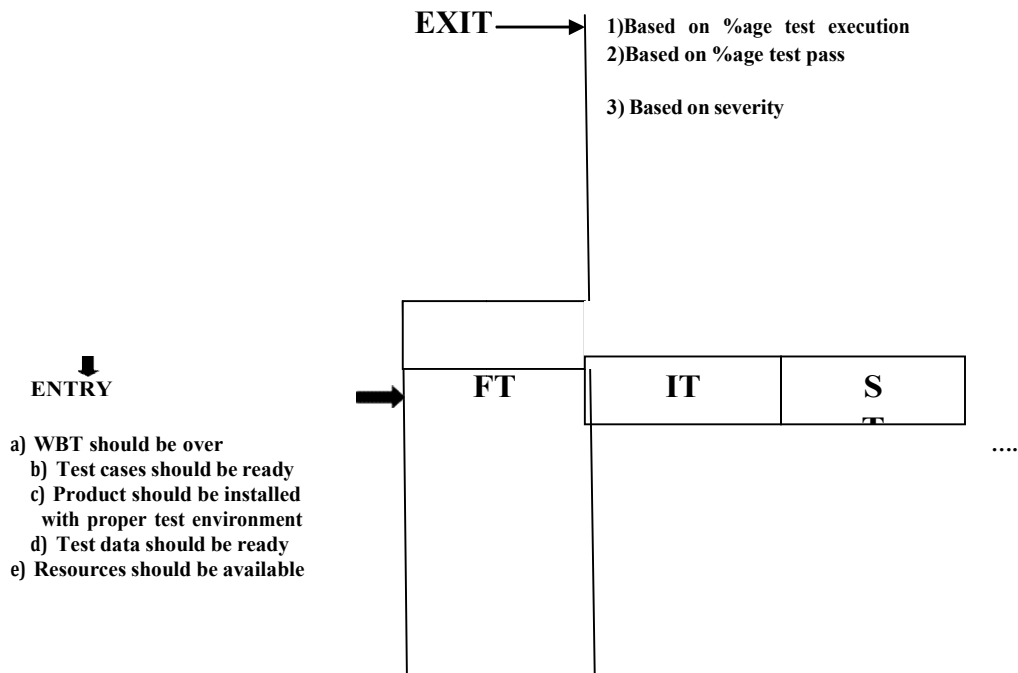 EXIT
1)Based on %age test execution
2)Based on %age test pass
3) Based on severity
ENTRY
FT
IT
S
a) WBT should be over
b) Test cases should be ready
c) Product should be installed
with proper test environment
d) Test data should be ready
e) Resources should be available
....